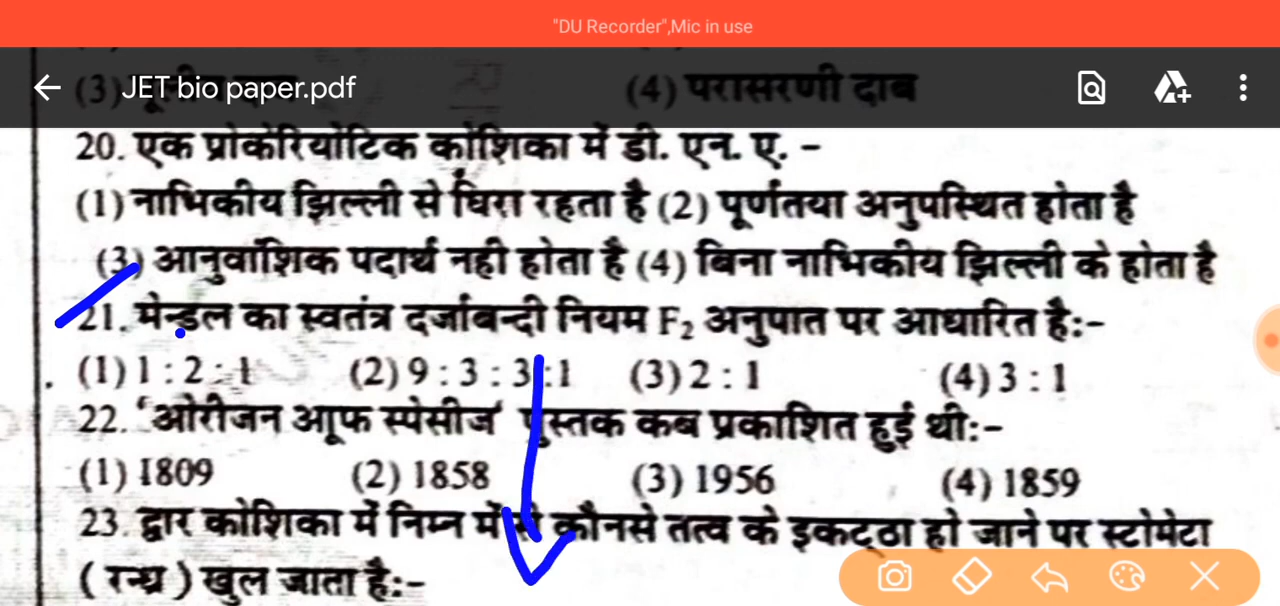 "DU Recorder",Mic in use
JET bio paper.pdf
(3) (4) परासरणी दाब
20. एक प्रोकेरियोटिक कोशिका में डी. एन. ए. -
(1) नाभिकीय झिल्ली से घिरा रहता है (2) पूर्णतया अनुपस्थित होता है
(3) आनुवांशिक पदार्थ नही होता है (4) बिना नाभिकीय झिल्ली के होता है
21. मेन्डल का स्वतंत्र दर्जाबन्दी नियम F₂ अनुपात पर आधारित है:-
(1) 1 : 2 : 1 (2) 9 : 3 : 3 : 1 (3) 2 : 1 (4) 3 : 1
22. 'ओरीजन आूफ स्पेसीज' पुस्तक कब प्रकाशित हुई थी:-
(1) 1809 (2) 1858 (3) 1956 (4) 1859
23. द्वार कोशिका में निम्न में से कौनसे तत्व के इकट्ठा हो जाने पर स्टोमेटा
( रन्ध्र ) खुल जाता है:-